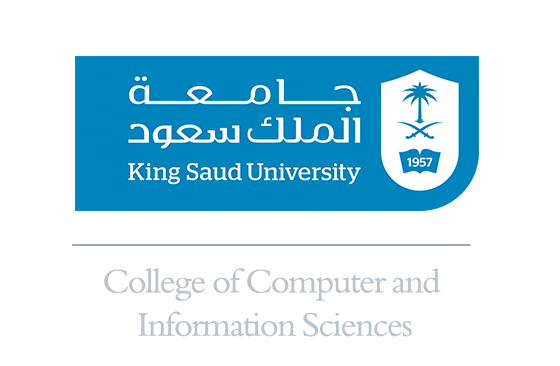 جامعة
الملك سعود
King Saud University
1957
College of Computer and
Information Sciences